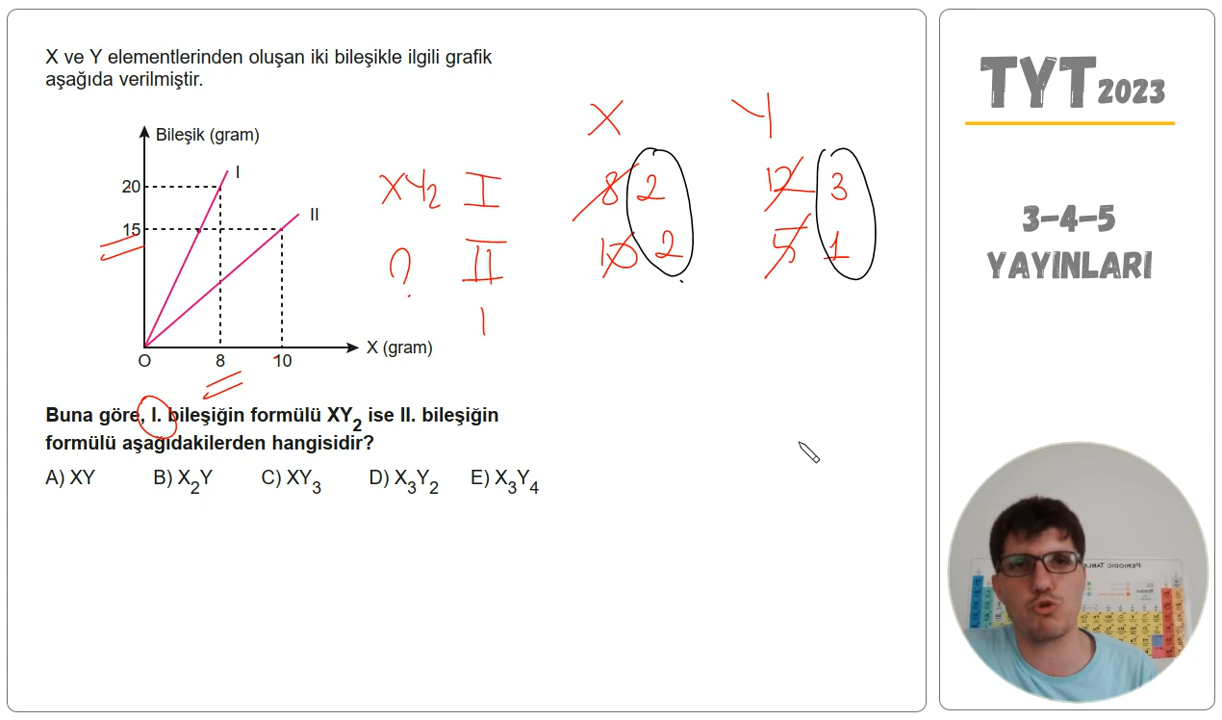 X ve Y elementlerinden oluşan iki bileşikle ilgili grafik
aşağıda verilmiştir.
Bileşik (gram)
I
20
II
15
O
8
10
X (gram)
X Y
XY₂ I 8 2 12 3
? II 10 2 5 1
Buna göre, I. bileşiğin formülü XY₂ ise II. bileşiğin
formülü aşağıdakilerden hangisidir?
A) XY B) X₂Y C) XY₃ D) X₃Y₂ E) X₃Y₄
TYT 2023
3-4-5
YAYINLARI